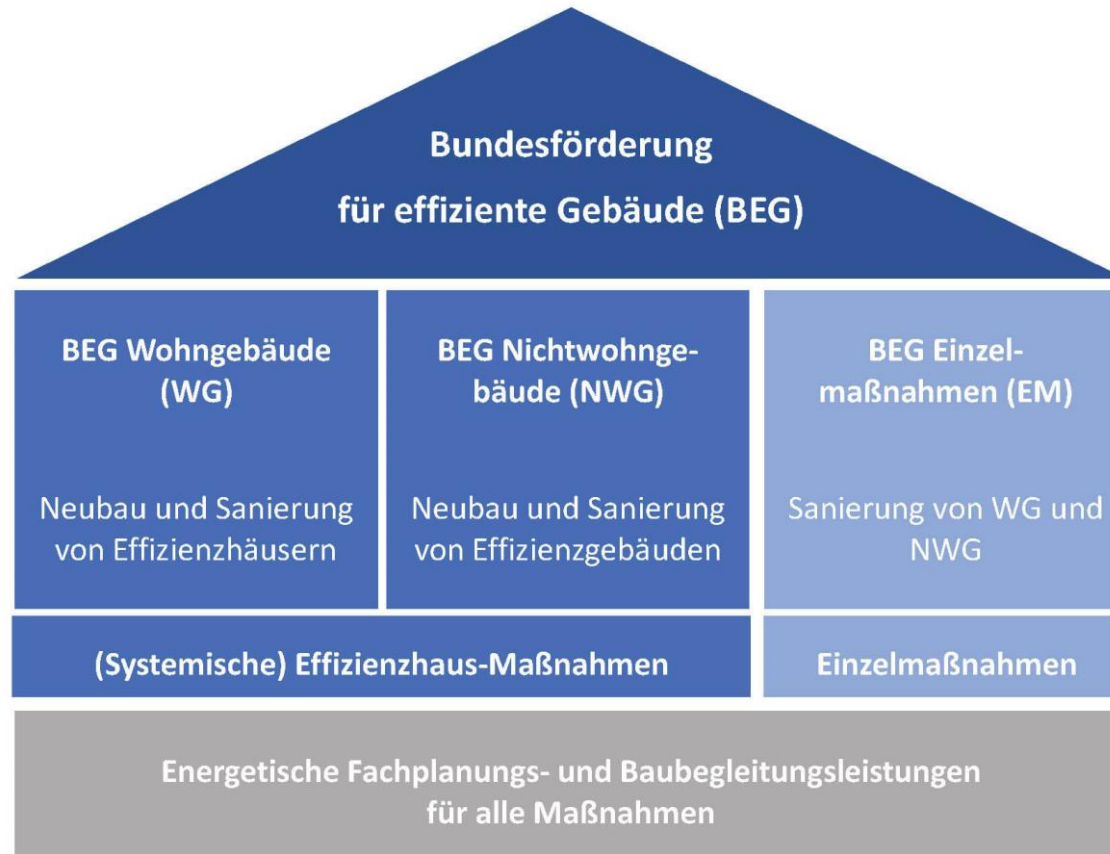 Bundesförderung
für effiziente Gebäude (BEG)
BEG Wohngebäude
(WG)
Neubau und Sanierung
von Effizienzhäusern
BEG Nichtwohnge-
bäude (NWG)
Neubau und Sanierung
von Effizienzgebäuden
BEG Einzel-
maßnahmen (EM)
Sanierung von WG und
NWG
(Systemische) Effizienzhaus-Maßnahmen
Einzelmaßnahmen
Energetische Fachplanungs- und Baubegleitungsleistungen
für alle Maßnahmen